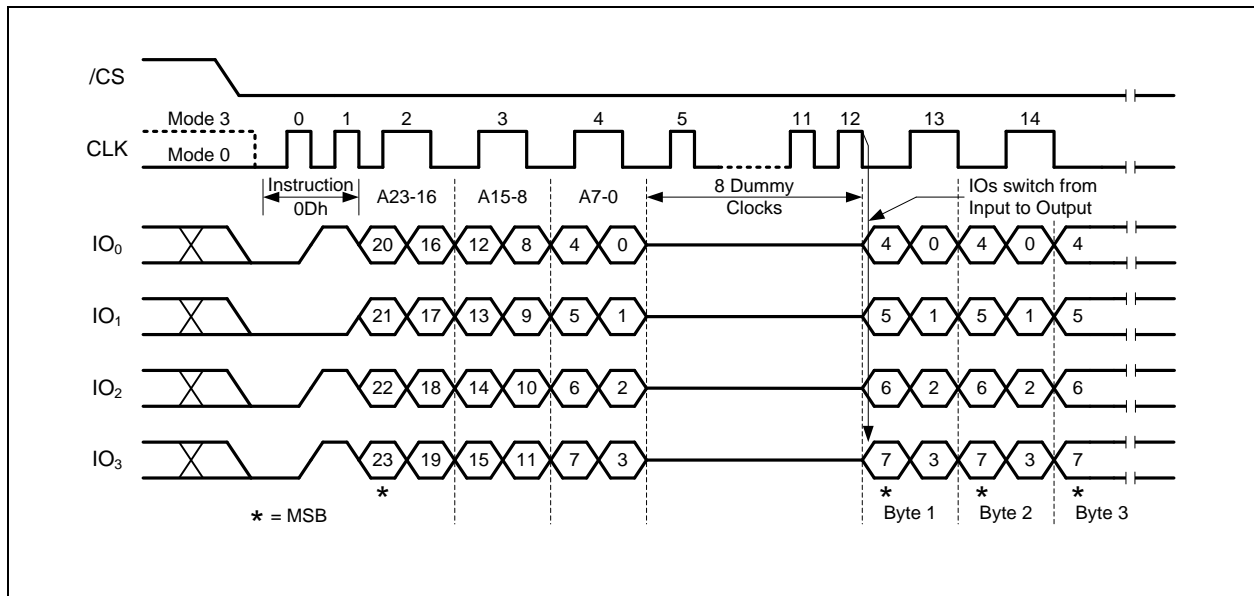 /CS
Mode 3 0 1 2 3 4 5 11 12 13 14
CLK
Mode 0
Instruction
0Dh
A23-16 A15-8 A7-0
8 Dummy
Clocks
IOs switch from
Input to Output
IO₀ 20 16 12 8 4 0 4 0 4 0 4
IO₁ 21 17 13 9 5 1 5 1 5 1 5
IO₂ 22 18 14 10 6 2 6 2 6 2 6
IO₃ 23 19 15 11 7 3 7 3 7 3 7
* * * *
* = MSB
Byte 1 Byte 2 Byte 3